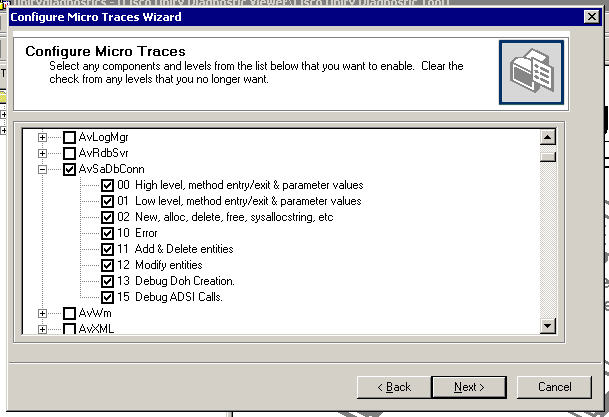 Configure Micro Traces Wizard
Configure Micro Traces
Select any components and levels from the list below that you want to enable. Clear the
check from any levels that you no longer want.
AvLogMgr
AvRdbSvr
AvSaDbConn
00 High level, method entry/exit & parameter values
01 Low level, method entry/exit & parameter values
02 New, alloc, delete, free, sysallocstring, etc
10 Error
11 Add & Delete entities
12 Modify entities
13 Debug Doh Creation.
15 Debug ADSI Calls.
AvWm
AvXML
< Back
Next >
Cancel